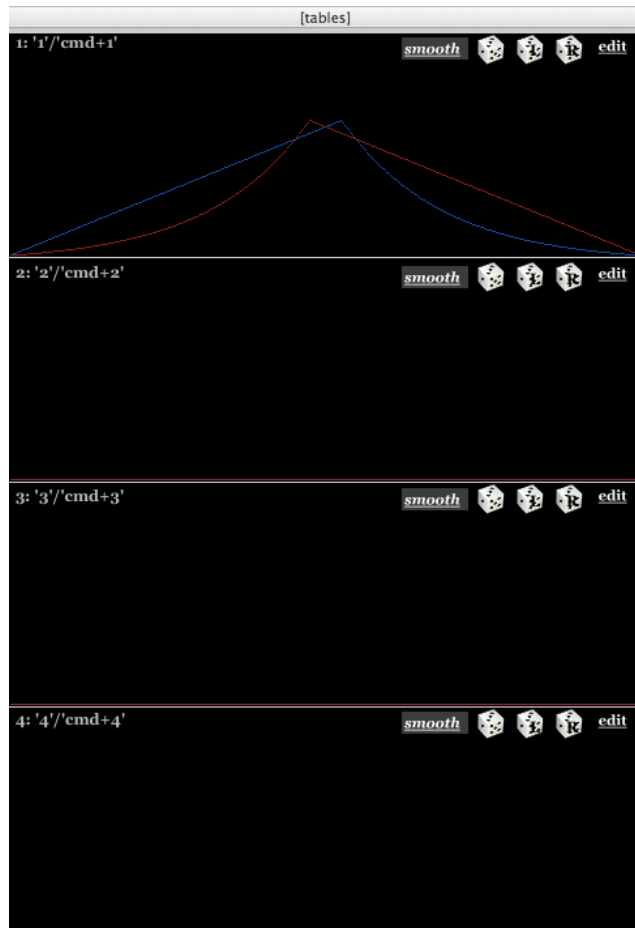 [tables]
1: '1'/'cmd+1' smooth L R edit
2: '2'/'cmd+2' smooth L R edit
3: '3'/'cmd+3' smooth L R edit
4: '4'/'cmd+4' smooth L R edit